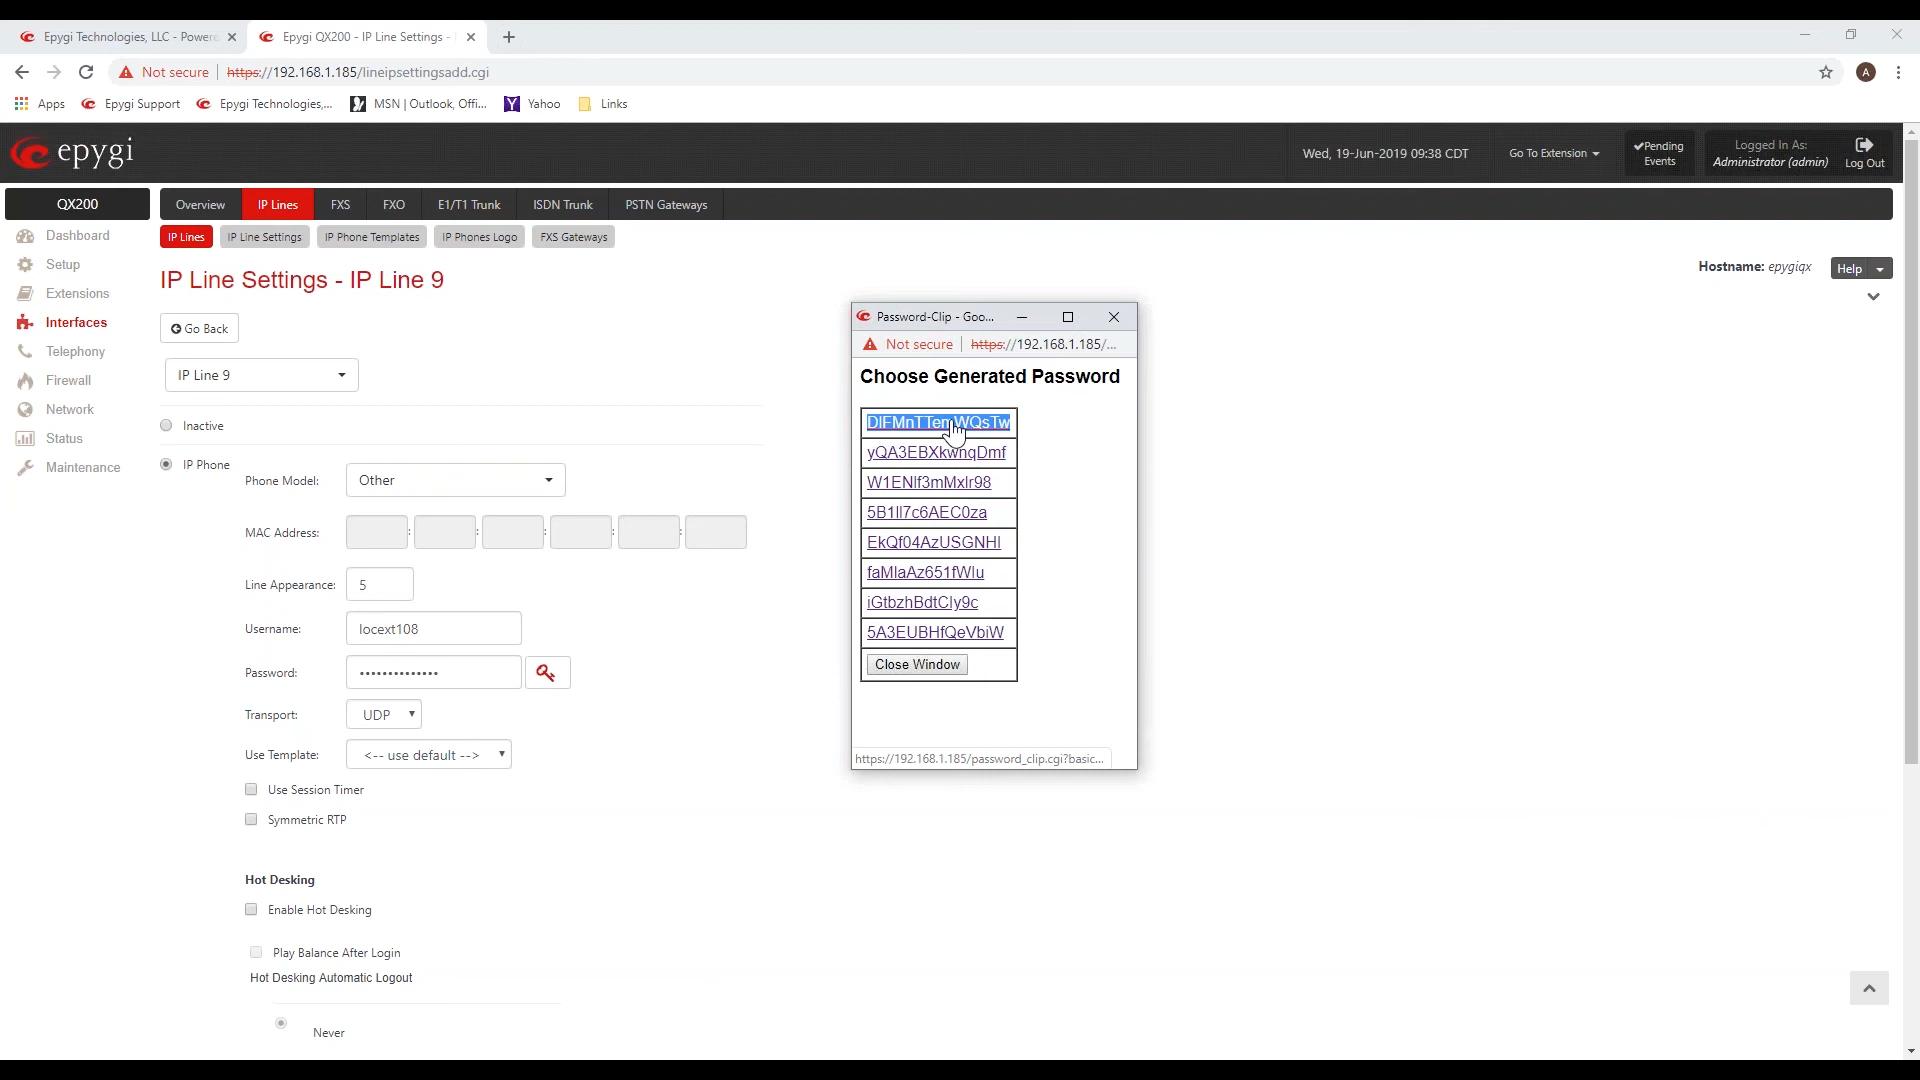 Epygi Technologies, LLC - Power
Epygi QX200 - IP Line Settings -
Not secure
https://192.168.1.185/lineipsettingsadd.cgi
A
Apps
Epygi Support
Epygi Technologies,...
MSN | Outlook, Offi...
Yahoo
Links
epygi
Wed, 19-Jun-2019 09:38 CDT
Go To Extension
Pending
Events
Logged In As:
Administrator (admin)
Log Out
QX200
Overview
IP Lines
FXS
FXO
E1/T1 Trunk
ISDN Trunk
PSTN Gateways
Dashboard
Setup
Extensions
Interfaces
Telephony
Firewall
Network
Status
Maintenance
IP Lines
IP Line Settings
IP Phone Templates
IP Phones Logo
FXS Gateways
IP Line Settings - IP Line 9
Hostname: epygiqx
Help
Go Back
IP Line 9
Inactive
IP Phone
Phone Model:
Other
MAC Address:
: : : : :
Line Appearance:
5
Username:
locext108
Password:
••••••••••••••
Transport:
UDP
Use Template:
<-- use default -->
Use Session Timer
Symmetric RTP
Hot Desking
Enable Hot Desking
Play Balance After Login
Hot Desking Automatic Logout
Never
Password-Clip - Goo...
Not secure
https://192.168.1.185/...
Choose Generated Password
yQA3EBXkwnqDmf
W1ENlf3mMxlr98
5B1ll7c6AEC0za
EkQf04AzUSGNHl
faMlaAz651fWlu
iGtbzhBdtCly9c
5A3EUBHfQeVbiW
Close Window
https://192.168.1.185/password_clip.cgi?basic...